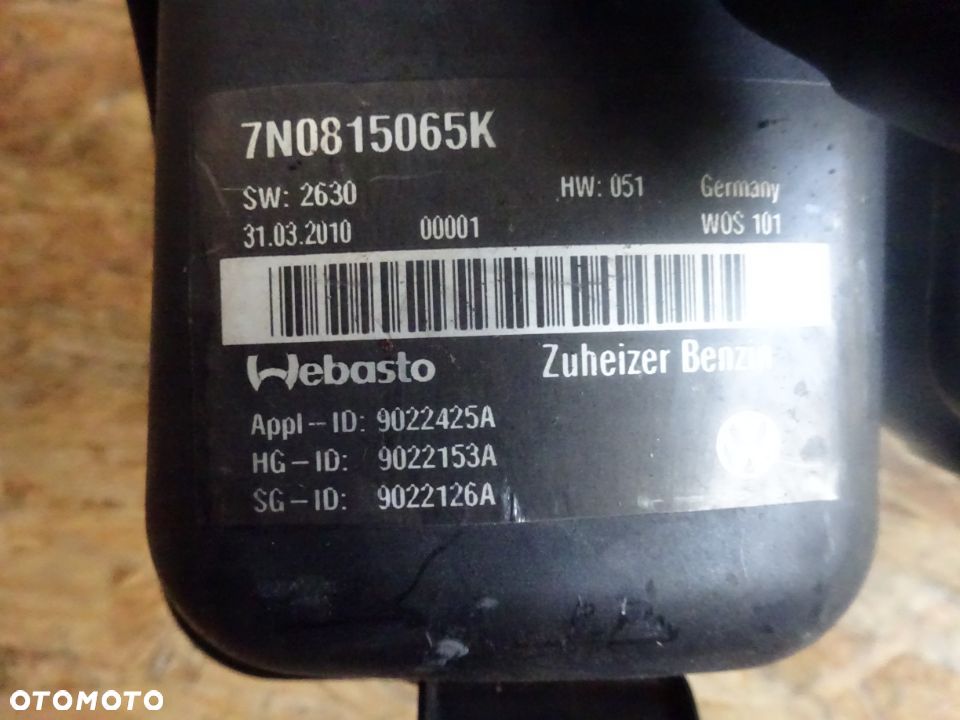 7N0815065K
SW: 2630 HW: 051 Germany
31.03.2010 00001 WOS 101
Webasto Zuheizer Benzin
Appl-ID: 9022425A
HG-ID: 9022153A
SG-ID: 9022126A
OTOMOTO